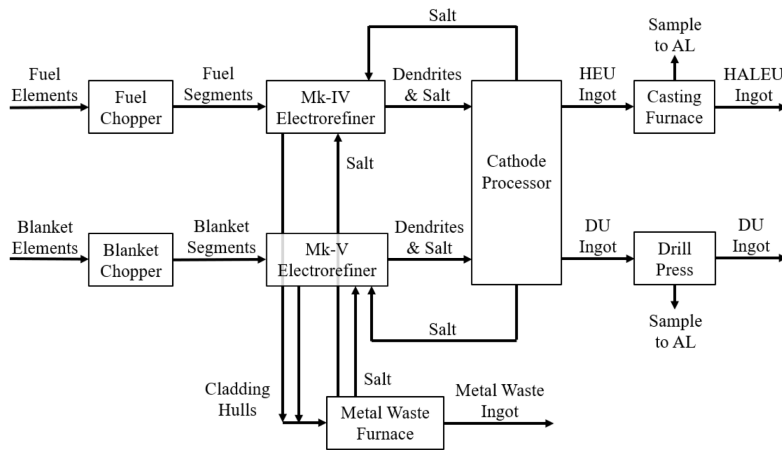 Salt
Sample
to AL
Fuel
Elements
Fuel
Chopper
Fuel
Segments
Mk-IV
Electrorefiner
Dendrites
& Salt
HEU
Ingot
Casting
Furnace
HALEU
Ingot
Salt
Cathode
Processor
Blanket
Elements
Blanket
Chopper
Blanket
Segments
Mk-V
Electrorefiner
Dendrites
& Salt
DU
Ingot
Drill
Press
DU
Ingot
Salt
Sample
to AL
Salt
Cladding
Hulls
Metal Waste
Furnace
Metal Waste
Ingot